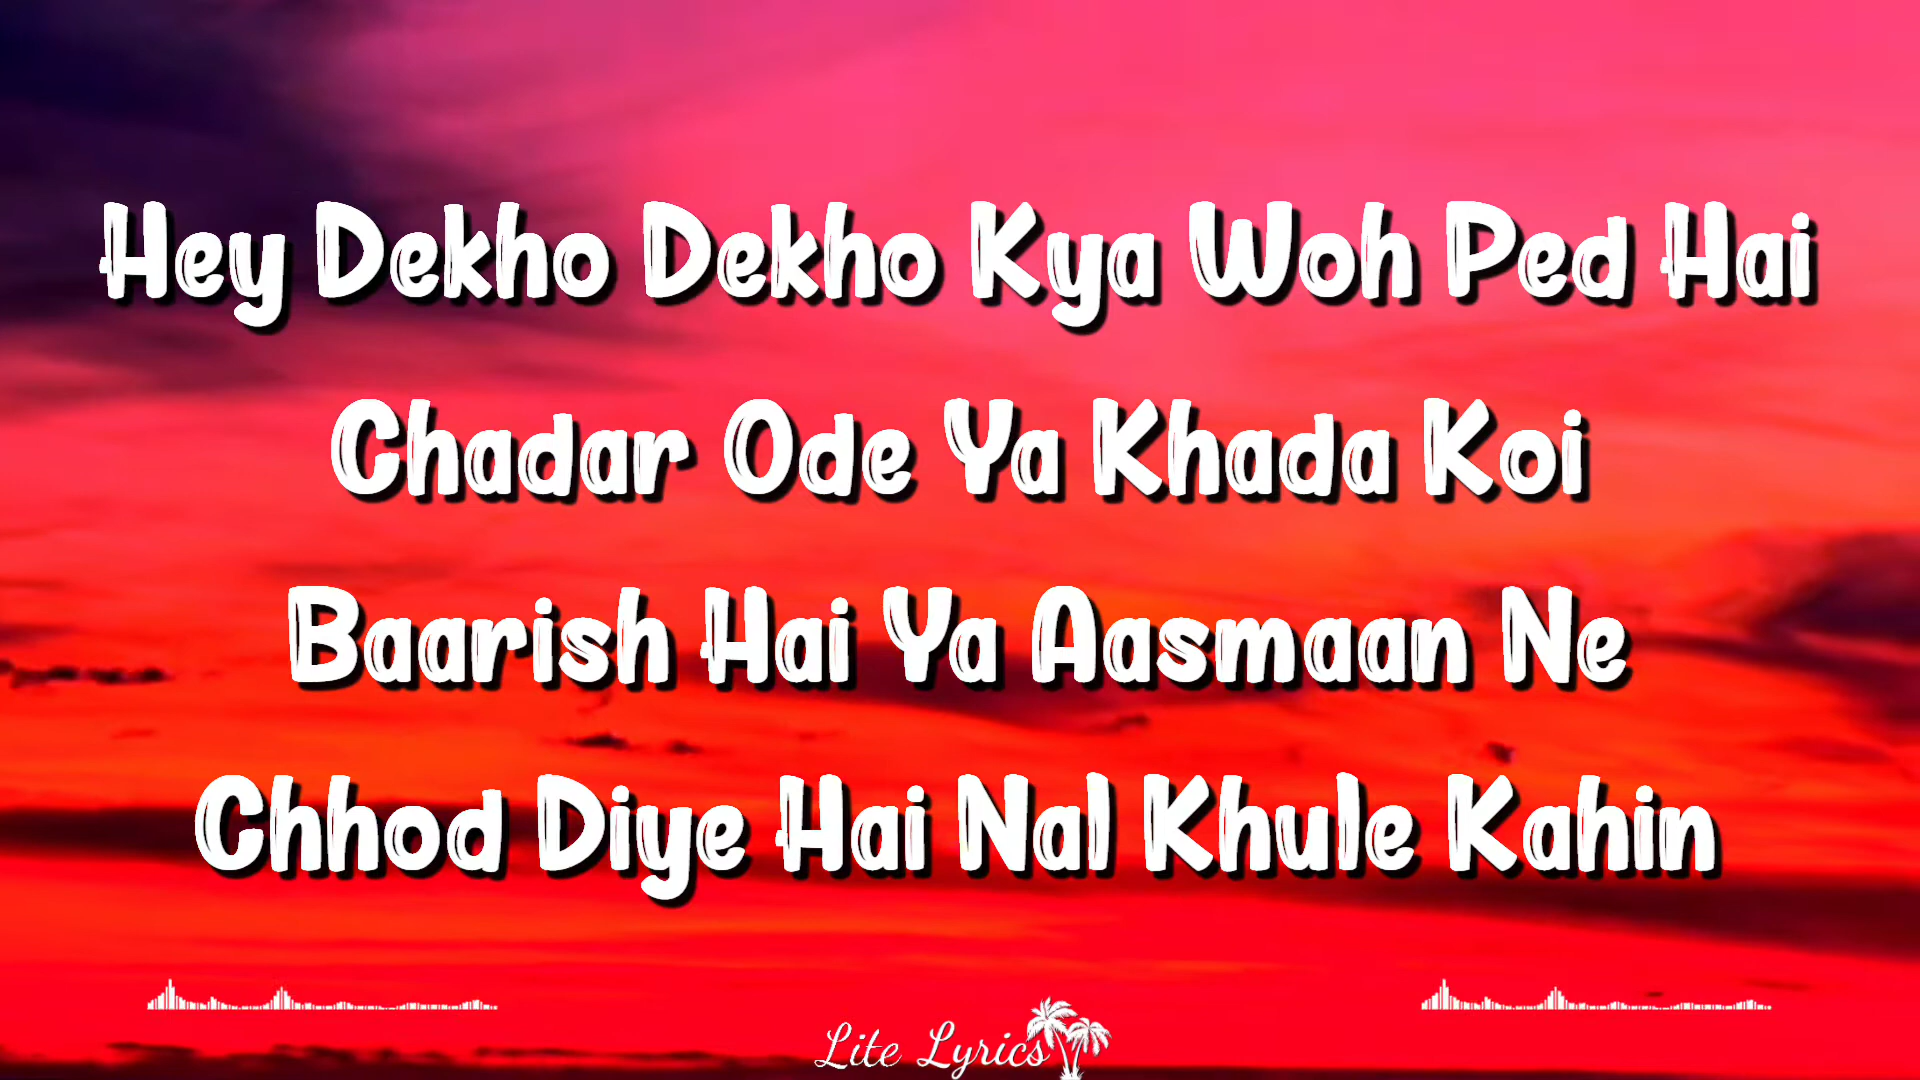 Hey Dekho Dekho Kya Woh Ped Hai
Chadar Ode Ya Khada Koi
Baarish Hai Ya Aasmaan Ne
Chhod Diye Hai Nal Khule Kahin
Lite Lyrics